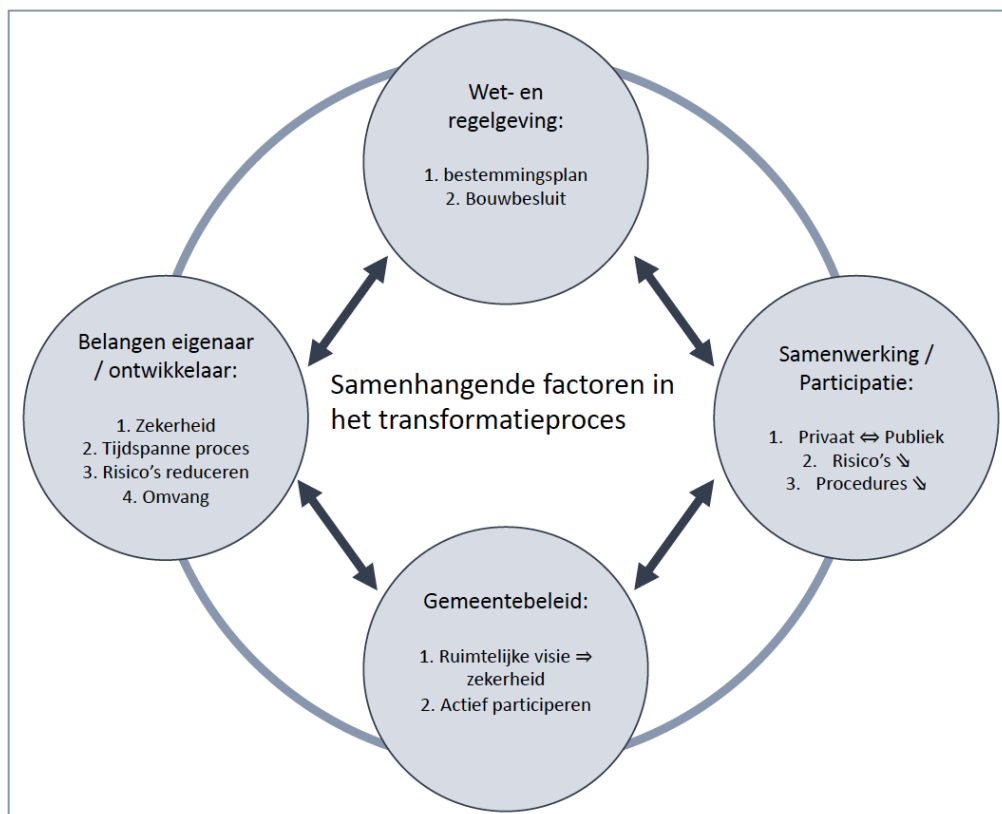 Wet- en
regelgeving:
1. bestemmingsplan
2. Bouwbesluit
Belangen eigenaar
/ ontwikkelaar:
1. Zekerheid
2. Tijdspanne proces
3. Risico's reduceren
4. Omvang
Samenhangende factoren in
het transformatieproces
Samenwerking /
Participatie:
1. Privaat ⇔ Publiek
2. Risico's ⇘
3. Procedures ⇘
Gemeentebeleid:
1. Ruimtelijke visie ⇒
zekerheid
2. Actief participeren